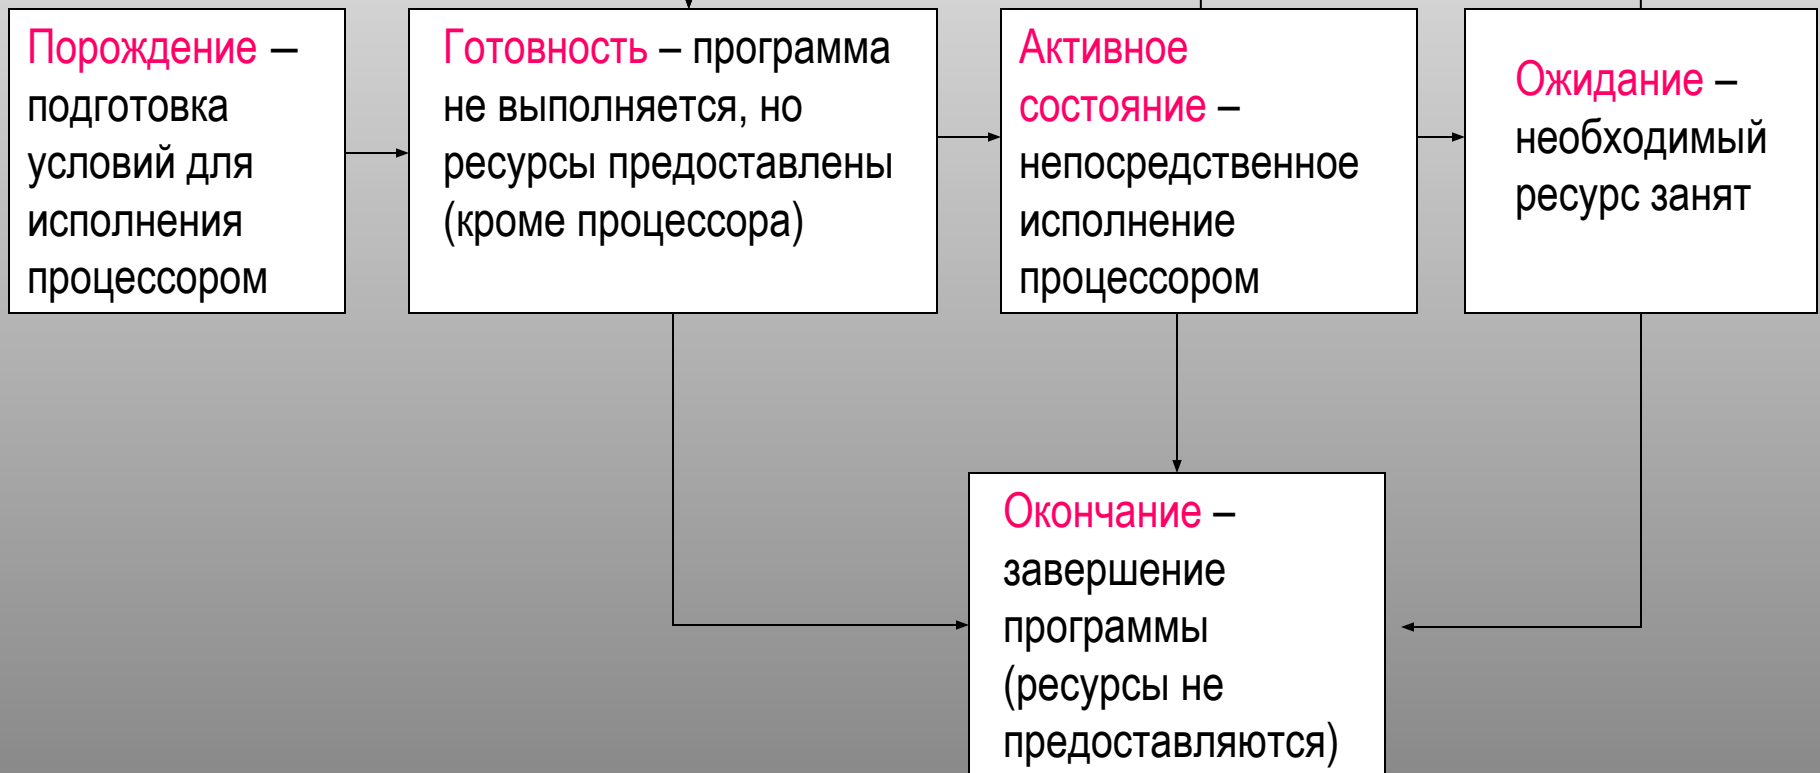 Порождение –
подготовка
условий для
исполнения
процессором
Готовность – программа
не выполняется, но
ресурсы предоставлены
(кроме процессора)
Активное
состояние –
непосредственное
исполнение
процессором
Ожидание –
необходимый
ресурс занят
Окончание –
завершение
программы
(ресурсы не
предоставляются)